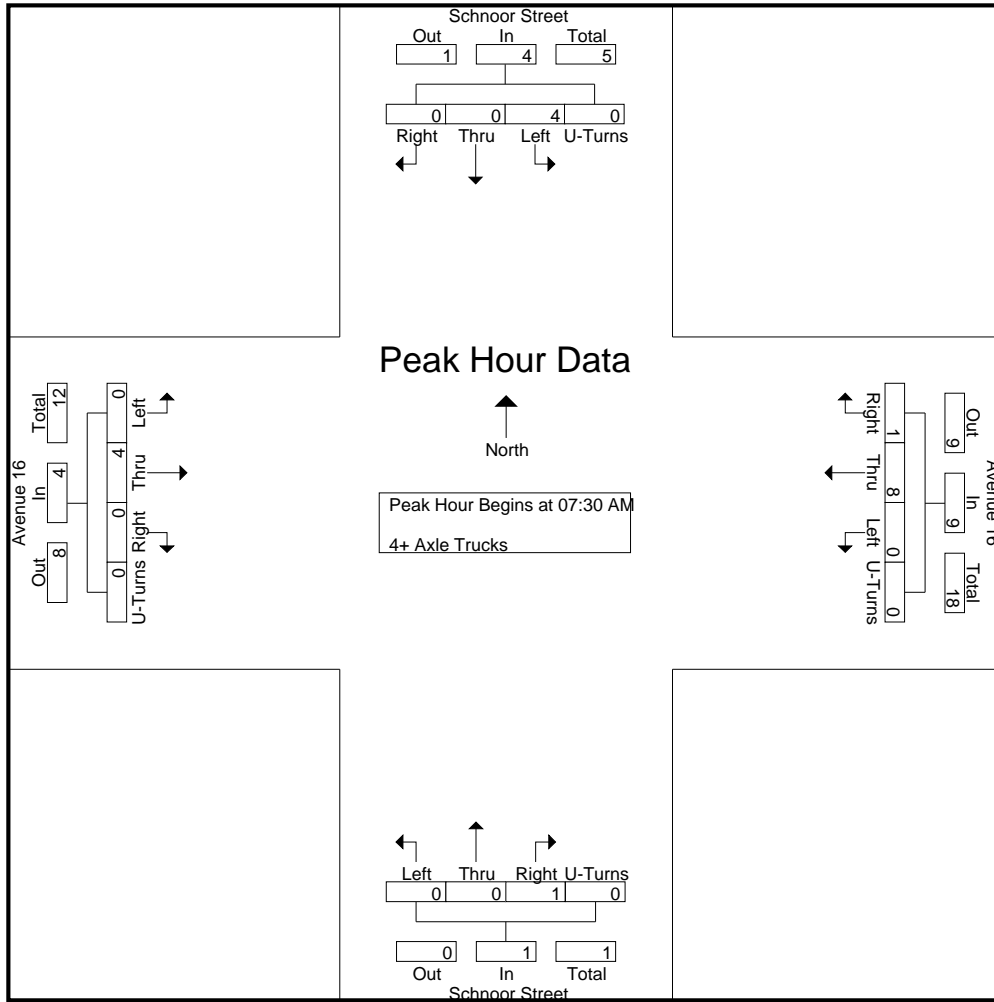 Schnoor Street
Out In Total
1 4 5
0 0 4 0
Right Thru Left U-Turns
Peak Hour Data
North
Peak Hour Begins at 07:30 AM
4+ Axle Trucks
Avenue 16
Total In Out
12 4 8
0 4 0 0
Left Thru Right U-Turns
Right Thru Left U-Turns
1 8 0 0
9 9 18
Out In Total
Avenue 16
Left Thru Right U-Turns
0 0 1 0
0 1 1
Out In Total
Schnoor Street